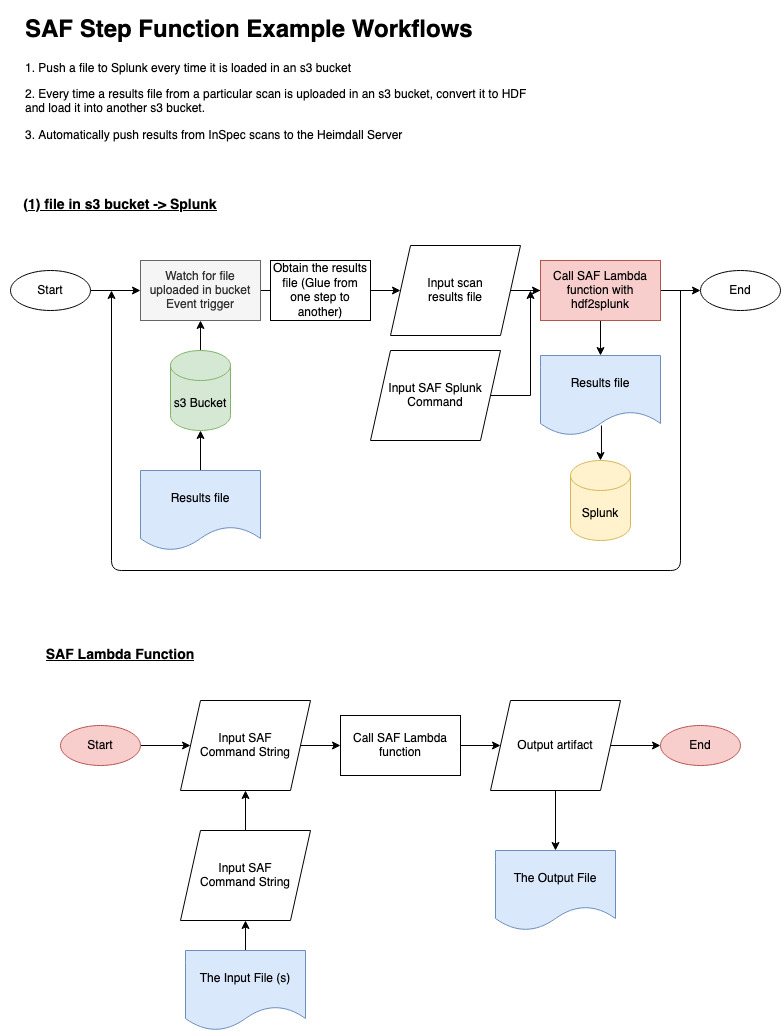 SAF Step Function Example Workflows
1. Push a file to Splunk every time it is loaded in an s3 bucket
2. Every time a results file from a particular scan is uploaded in an s3 bucket, convert it to HDF
and load it into another s3 bucket.
3. Automatically push results from InSpec scans to the Heimdall Server
(1) file in s3 bucket -> Splunk
Start
Watch for file
uploaded in bucket
Event trigger
Obtain the results
file (Glue from
one step to
another)
Input scan
results file
Call SAF Lambda
function with
hdf2splunk
End
s3 Bucket
Input SAF Splunk
Command
Results file
Results file
Splunk
SAF Lambda Function
Start
Input SAF
Command String
Call SAF Lambda
function
Output artifact
End
Input SAF
Command String
The Output File
The Input File (s)